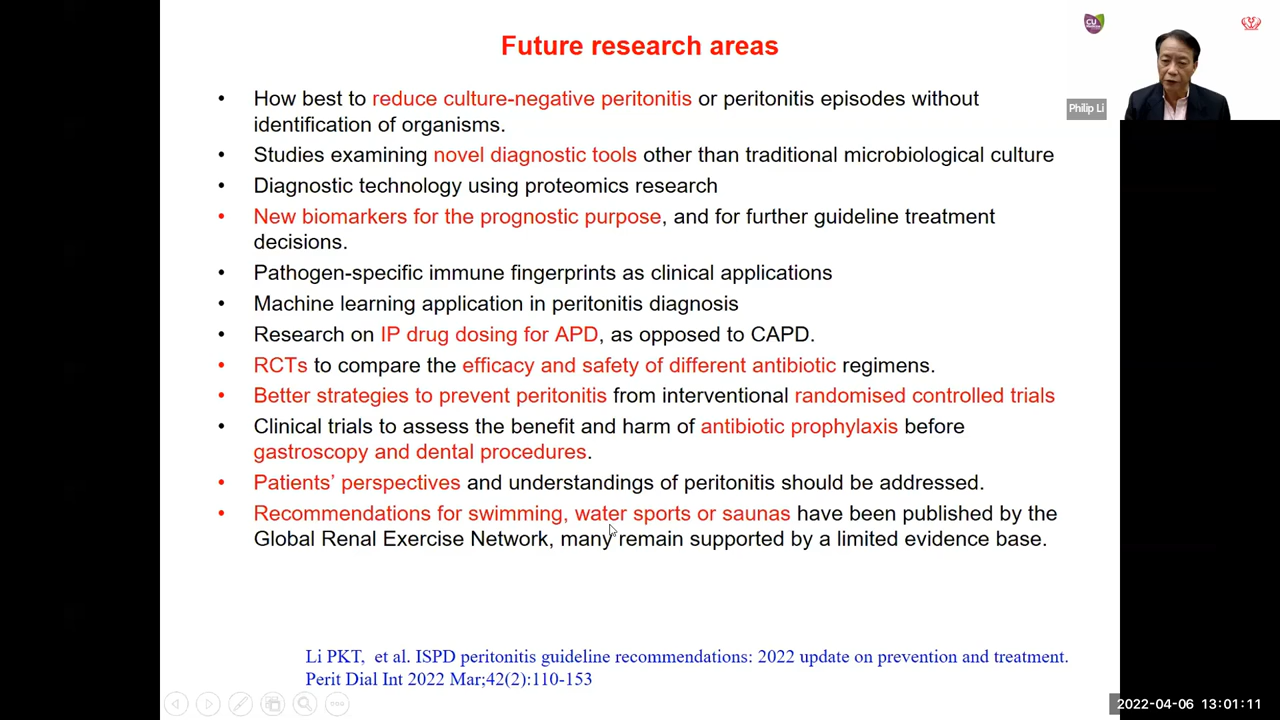 Future research areas
CU
Philip Li
• How best to reduce culture-negative peritonitis or peritonitis episodes without
identification of organisms.
• Studies examining novel diagnostic tools other than traditional microbiological culture
• Diagnostic technology using proteomics research
• New biomarkers for the prognostic purpose, and for further guideline treatment
decisions.
• Pathogen-specific immune fingerprints as clinical applications
• Machine learning application in peritonitis diagnosis
• Research on IP drug dosing for APD, as opposed to CAPD.
• RCTs to compare the efficacy and safety of different antibiotic regimens.
• Better strategies to prevent peritonitis from interventional randomised controlled trials
• Clinical trials to assess the benefit and harm of antibiotic prophylaxis before
gastroscopy and dental procedures.
• Patients’ perspectives and understandings of peritonitis should be addressed.
• Recommendations for swimming, water sports or saunas have been published by the
Global Renal Exercise Network, many remain supported by a limited evidence base.
Li PKT, et al. ISPD peritonitis guideline recommendations: 2022 update on prevention and treatment.
Perit Dial Int 2022 Mar;42(2):110-153
2022-04-06 13:01:11